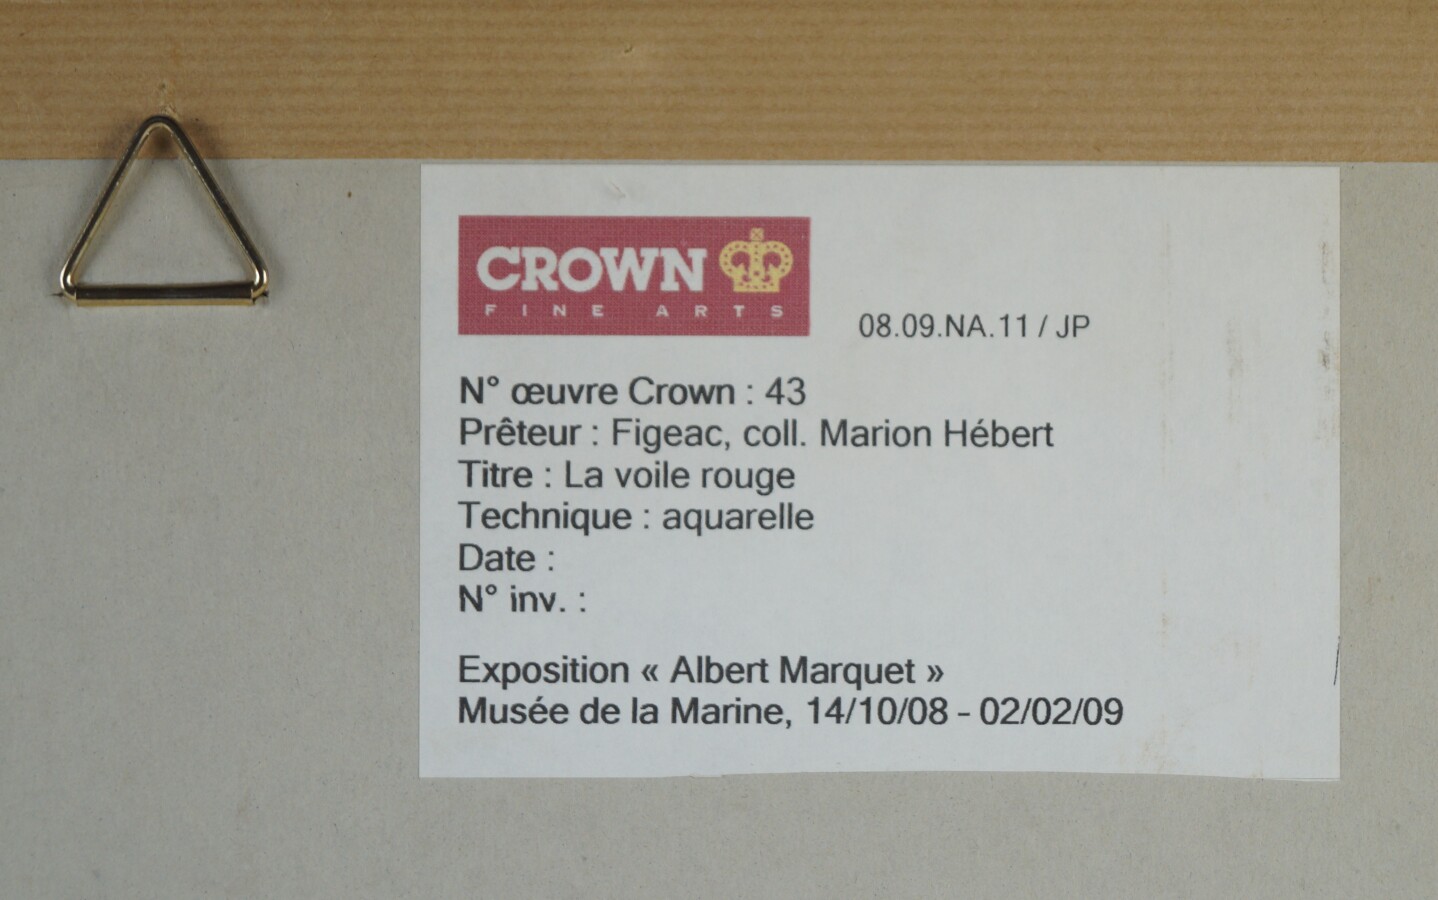 CROWN
FINE ARTS
08.09.NA.11 / JP
N° œuvre Crown : 43
Prêteur : Figeac, coll. Marion Hébert
Titre : La voile rouge
Technique : aquarelle
Date :
N° inv. :
Exposition « Albert Marquet »
Musée de la Marine, 14/10/08 - 02/02/09